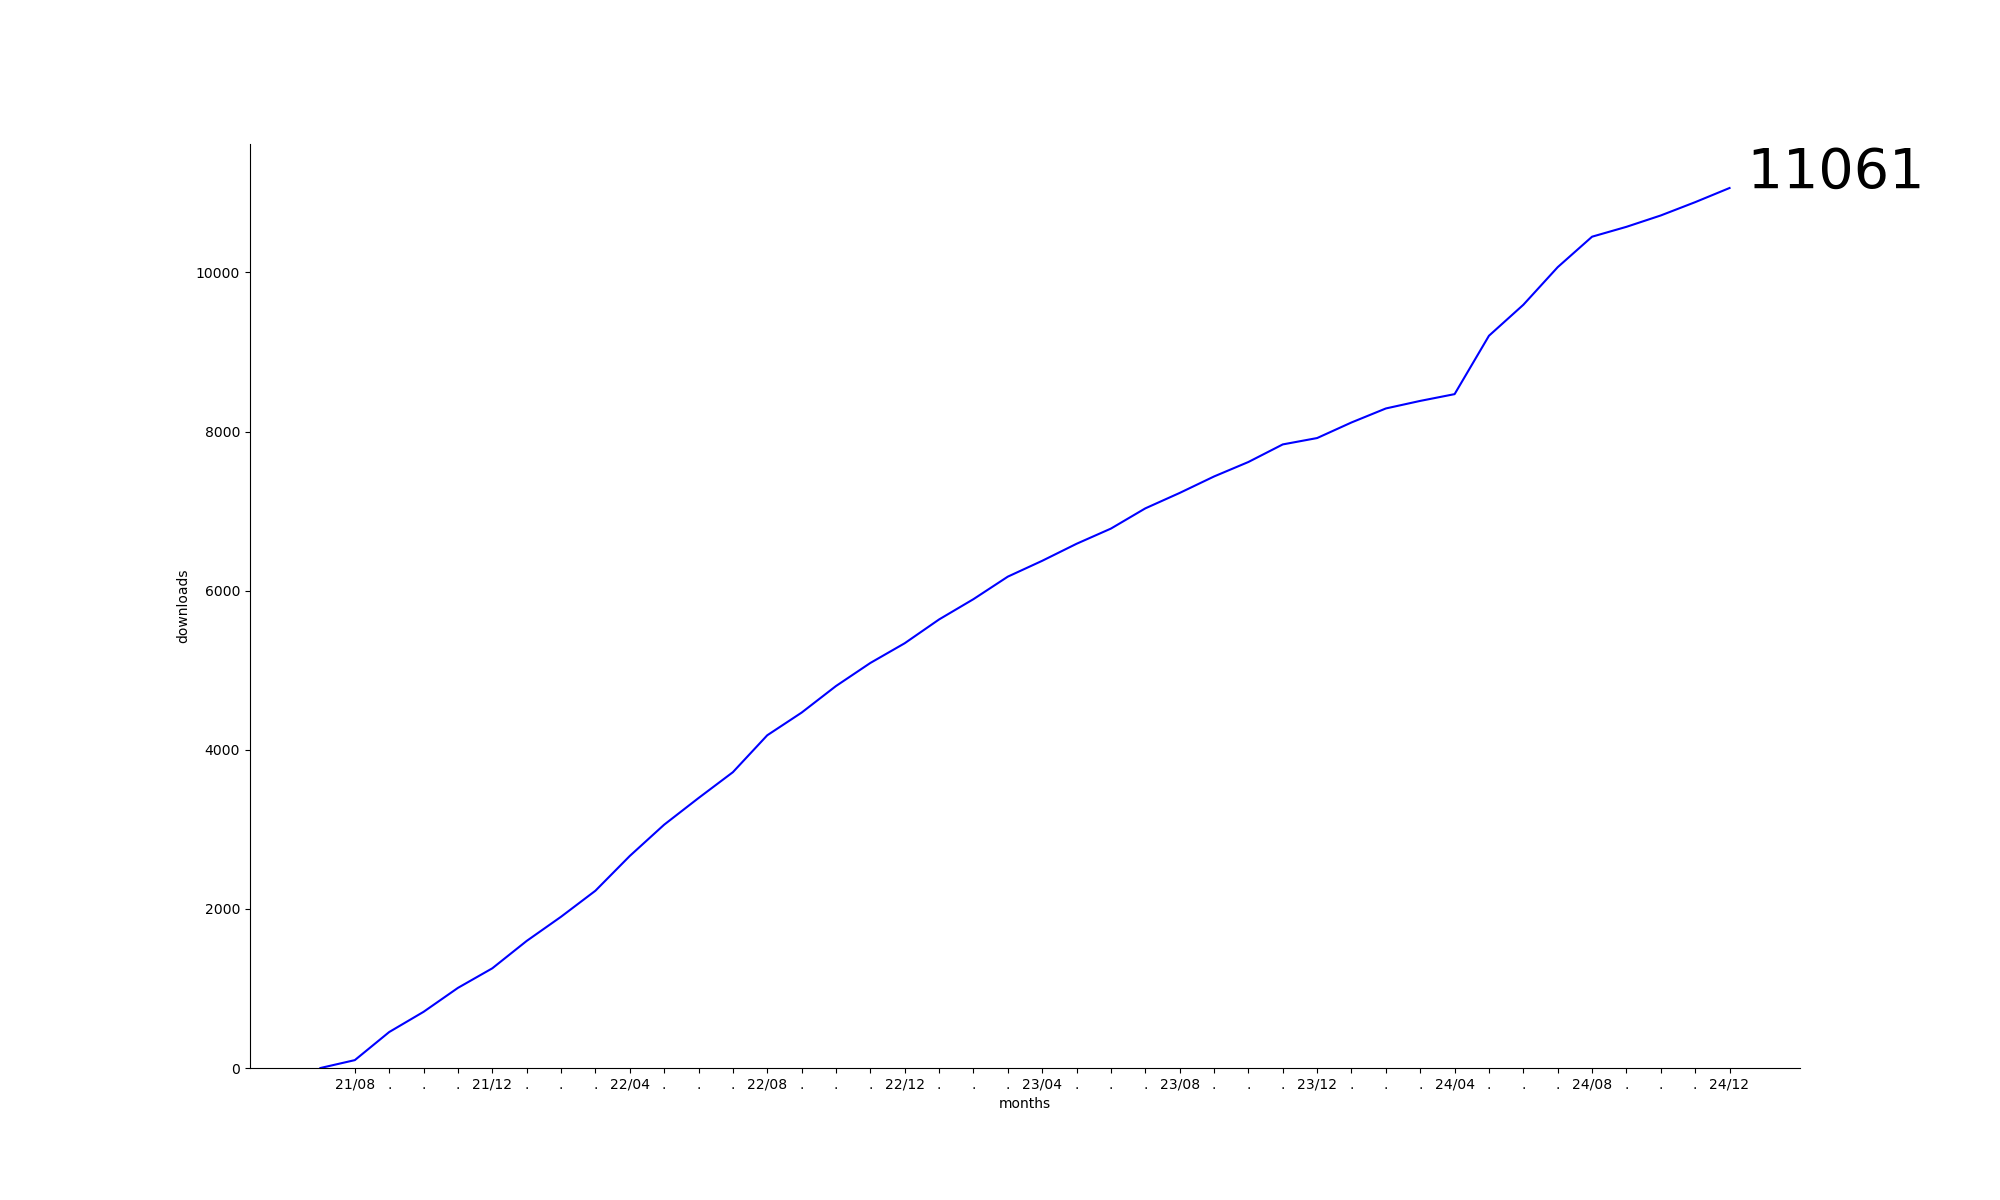 11061
10000
8000
6000
4000
2000
0
downloads
21/08 . . . 21/12 . . . 22/04 . . . 22/08 . . . 22/12 . . . 23/04 . . . 23/08 . . . 23/12 . . . 24/04 . . . 24/08 . . . 24/12
months